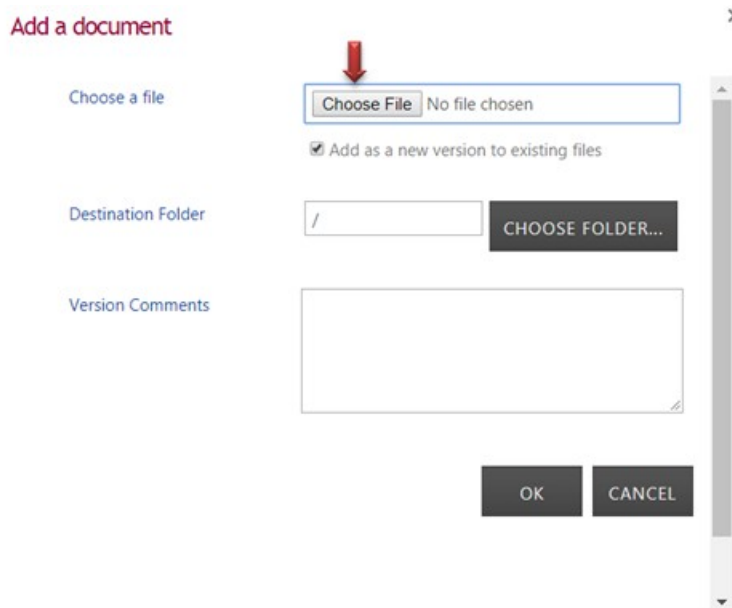 Add a document
Choose a file
Choose File No file chosen
Add as a new version to existing files
Destination Folder
/
CHOOSE FOLDER...
Version Comments
OK
CANCEL